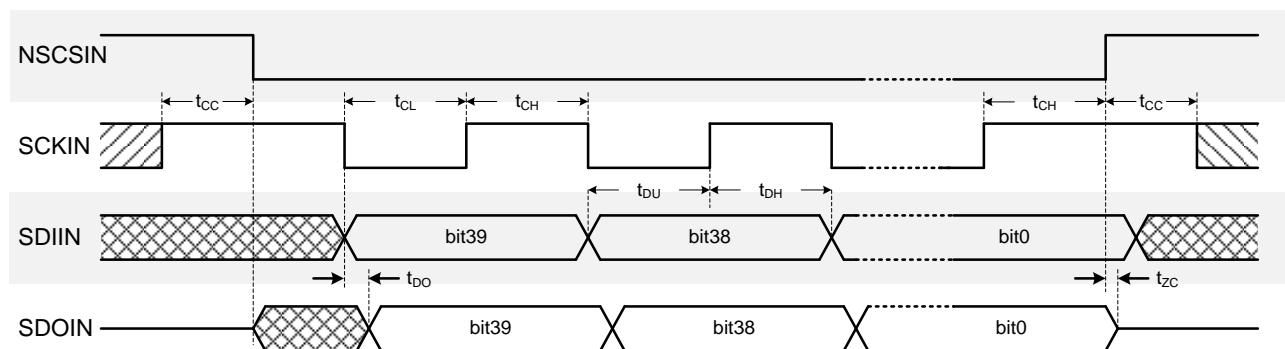 NSCSIN
tCC tCL tCH tCH tCC
SCKIN
tDU tDH
SDIIN bit39 bit38 bit0
tDO tZC
SDOIN bit39 bit38 bit0